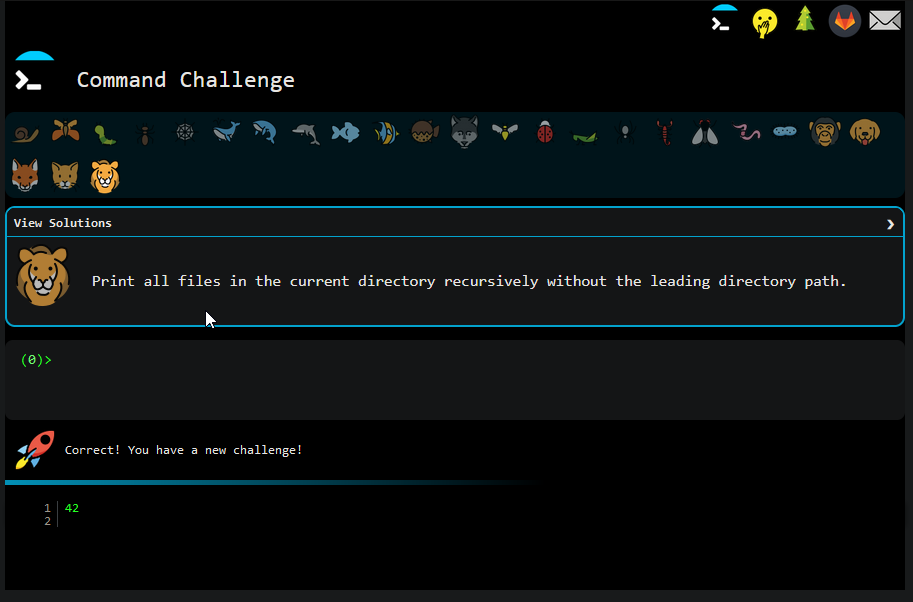 Command Challenge
View Solutions
Print all files in the current directory recursively without the leading directory path.
(0)>
Correct! You have a new challenge!
1 42
2